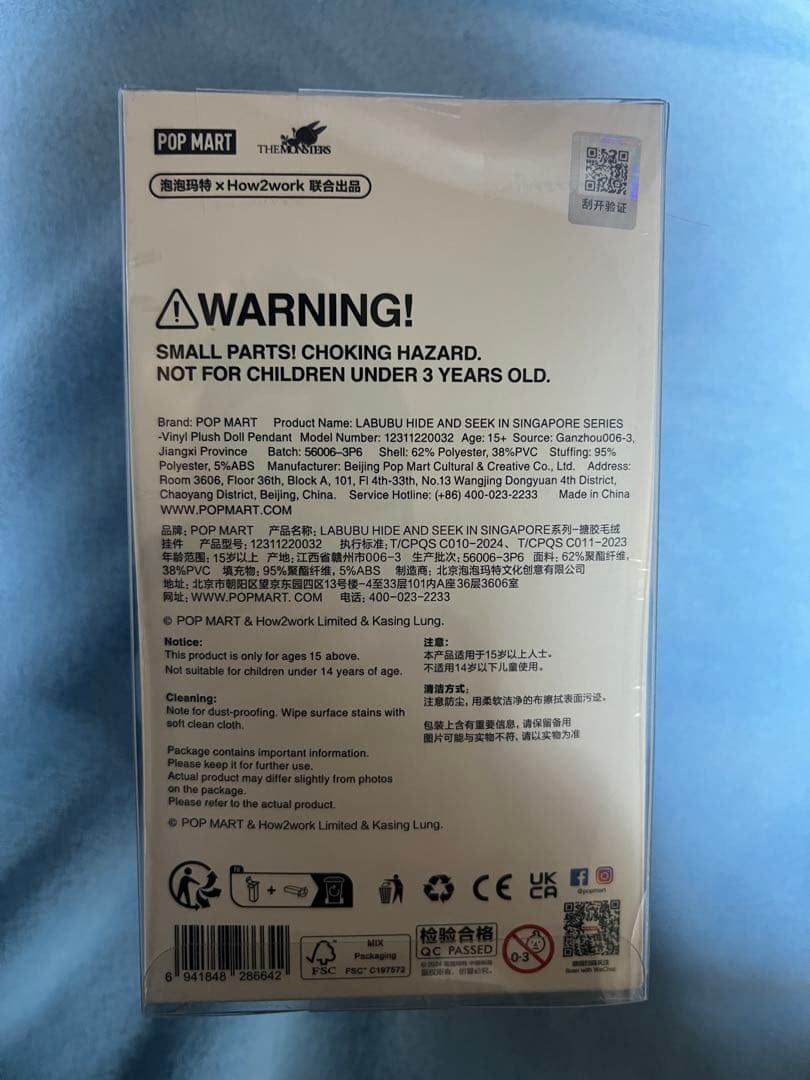 POP MART
THE MONSTERS
泡泡玛特 × How2work 联合出品
刮开验证
WARNING!
SMALL PARTS! CHOKING HAZARD.
NOT FOR CHILDREN UNDER 3 YEARS OLD.
Brand: POP MART Product Name: LABUBU HIDE AND SEEK IN SINGAPORE SERIES
-Vinyl Plush Doll Pendant Model Number: 12311220032 Age: 15+ Source: Ganzhou006-3,
Jiangxi Province Batch: 56006-3P6 Shell: 62% Polyester, 38%PVC Stuffing: 95%
Polyester, 5%ABS Manufacturer: Beijing Pop Mart Cultural & Creative Co., Ltd. Address:
Room 3606, Floor 36th, Block A, 101, Fl 4th-33th, No.13 Wangjing Dongyuan 4th District,
Chaoyang District, Beijing, China. Service Hotline: (+86) 400-023-2233 Made in China
WWW.POPMART.COM
品牌: POP MART 产品名称: LABUBU HIDE AND SEEK IN SINGAPORE系列-搪胶毛绒
挂件 产品型号: 12311220032 执行标准: T/CPQS C010-2024、T/CPQS C011-2023
年龄范围: 15岁以上 产地: 江西省赣州市006-3 生产批次: 56006-3P6 面料: 62%聚酯纤维,
38%PVC 填充物: 95%聚酯纤维, 5%ABS 制造商: 北京泡泡玛特文化创意有限公司
地址: 北京市朝阳区望京东园四区13号楼-4至33层101内A座36层3606室
网址: WWW.POPMART. COM 电话: 400-023-2233
© POP MART & How2work Limited & Kasing Lung.
Notice:
This product is only for ages 15 above.
Not suitable for children under 14 years of age.
Cleaning:
Note for dust-proofing. Wipe surface stains with
soft clean cloth.
Package contains important information.
Please keep it for further use.
Actual product may differ slightly from photos
on the package.
Please refer to the actual product.
© POP MART & How2work Limited & Kasing Lung.
注意:
本产品适用于15岁以上人士。
不适用14岁以下儿童使用。
清洁方式:
注意防尘, 用柔软洁净的布擦拭表面污迹。
包装上含有重要信息, 请保留备用
图片可能与实物不符, 请以实物为准
CE
UK
CA
@popmart
6 941848 286642
FSC
MIX
Packaging
FSC™ C197572
检验合格
QC PASSED
0-3
Scan with WeChat